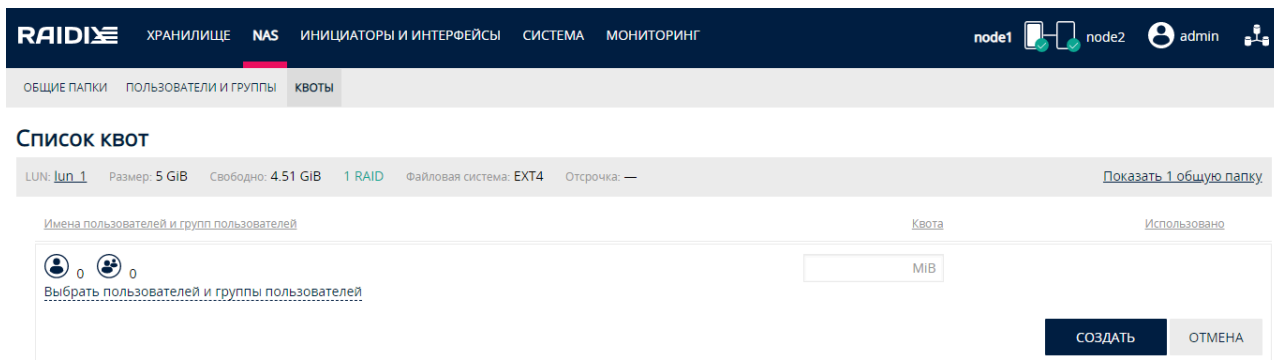 RAIDIX ХРАНИЛИЩЕ NAS ИНИЦИАТОРЫ И ИНТЕРФЕЙСЫ СИСТЕМА МОНИТОРИНГ node1 node2 admin
ОБЩИЕ ПАПКИ ПОЛЬЗОВАТЕЛИ И ГРУППЫ КВОТЫ
Список квот
LUN: lun_1 Размер: 5 GiB Свободно: 4.51 GiB 1 RAID Файловая система: EXT4 Отсрочка: — Показать 1 общую папку
Имена пользователей и групп пользователей Квота Использовано
0 0 MiB
Выбрать пользователей и группы пользователей
СОЗДАТЬ ОТМЕНА